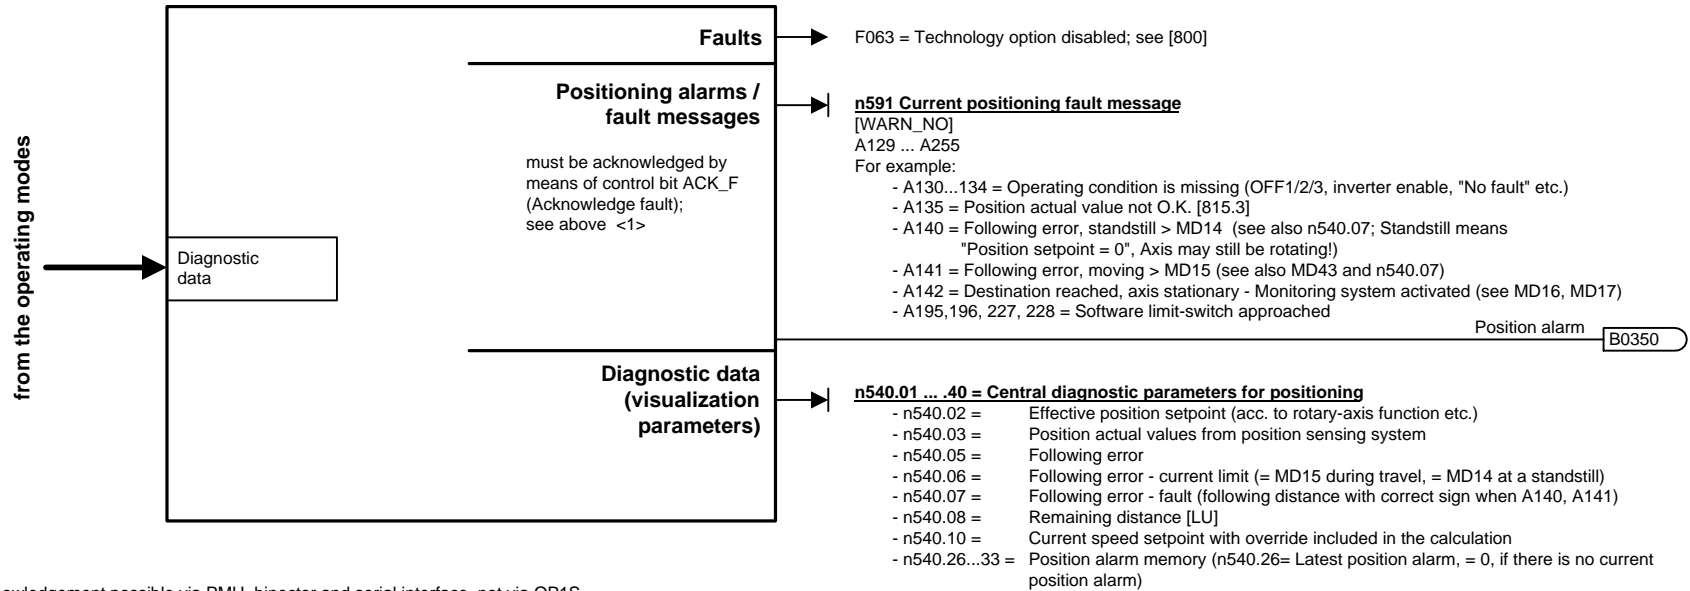 from the operating modes
Diagnostic
data
Faults
F063 = Technology option disabled; see [800]
Positioning alarms /
fault messages
must be acknowledged by
means of control bit ACK_F
(Acknowledge fault);
see above <1>
n591 Current positioning fault message
[WARN_NO]
A129 ... A255
For example:
- A130...134 = Operating condition is missing (OFF1/2/3, inverter enable, "No fault" etc.)
- A135 = Position actual value not O.K. [815.3]
- A140 = Following error, standstill > MD14 (see also n540.07; Standstill means
"Position setpoint = 0", Axis may still be rotating!)
- A141 = Following error, moving > MD15 (see also MD43 and n540.07)
- A142 = Destination reached, axis stationary - Monitoring system activated (see MD16, MD17)
- A195,196, 227, 228 = Software limit-switch approached
Position alarm
B0350
Diagnostic data
(visualization
parameters)
n540.01 ... .40 = Central diagnostic parameters for positioning
- n540.02 = Effective position setpoint (acc. to rotary-axis function etc.)
- n540.03 = Position actual values from position sensing system
- n540.05 = Following error
- n540.06 = Following error - current limit (= MD15 during travel, = MD14 at a standstill)
- n540.07 = Following error - fault (following distance with correct sign when A140, A141)
- n540.08 = Remaining distance [LU]
- n540.10 = Current speed setpoint with override included in the calculation
- n540.26...33 = Position alarm memory (n540.26= Latest position alarm, = 0, if there is no current
position alarm)